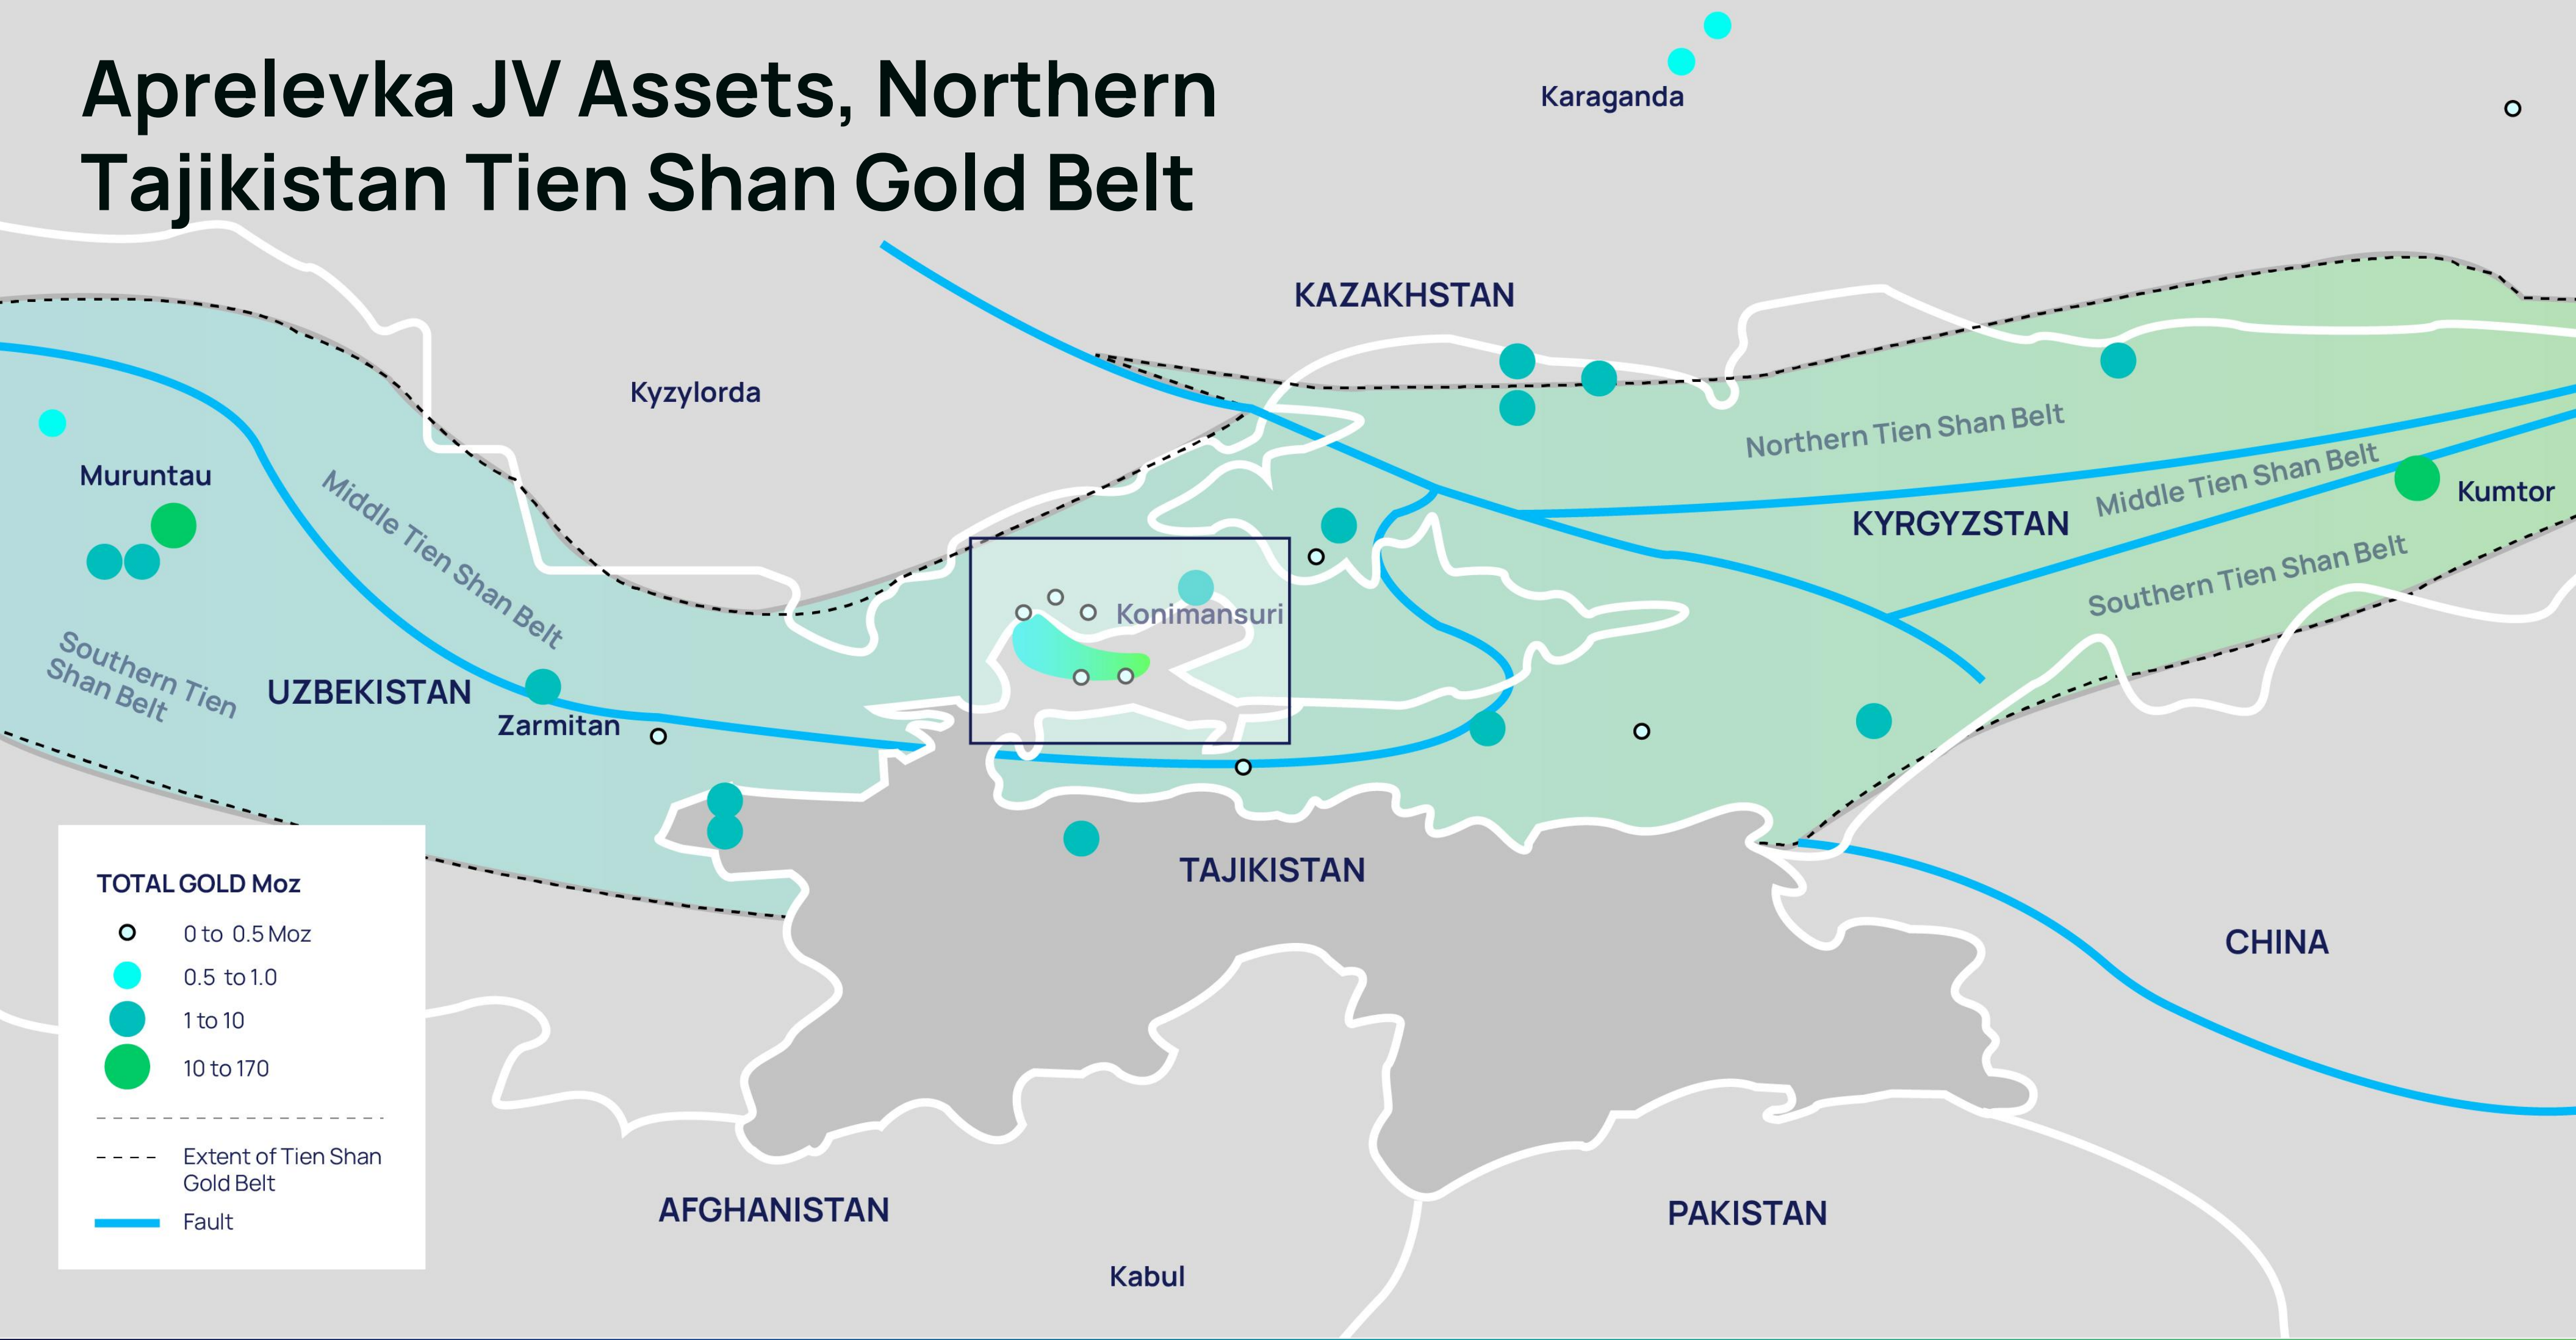 Aprelevka JV Assets, Northern
Tajikistan Tien Shan Gold Belt
Karaganda
KAZAKHSTAN
Kyzylorda
Northern Tien Shan Belt
Muruntau
Middle Tien Shan Belt
Middle Tien Shan Belt
Kumtor
KYRGYZSTAN
Southern Tien Shan Belt
Konimansuri
Southern Tien
Shan Belt
UZBEKISTAN
Zarmitan
TAJIKISTAN
CHINA
TOTAL GOLD Moz
0 to 0.5 Moz
0.5 to 1.0
1 to 10
10 to 170
Extent of Tien Shan
Gold Belt
Fault
AFGHANISTAN
PAKISTAN
Kabul